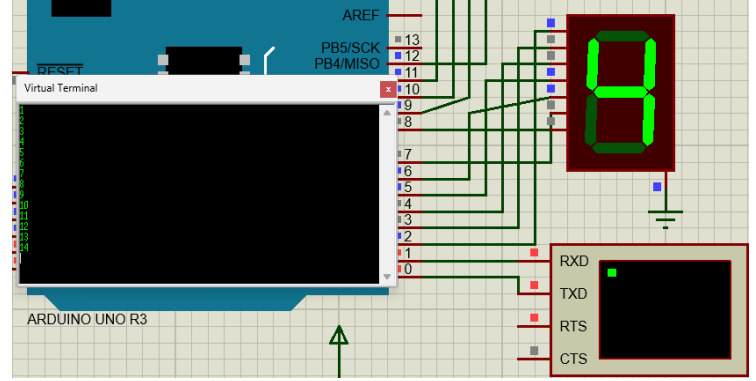 AREF
13
PB5/SCK
12
PB4/MISO
11
RESET
10
9
8
7
6
5
4
3
2
1
0
Virtual Terminal
x
1
2
3
4
5
6
7
8
9
10
11
12
13
14
4
RXD
TXD
RTS
CTS
ARDUINO UNO R3